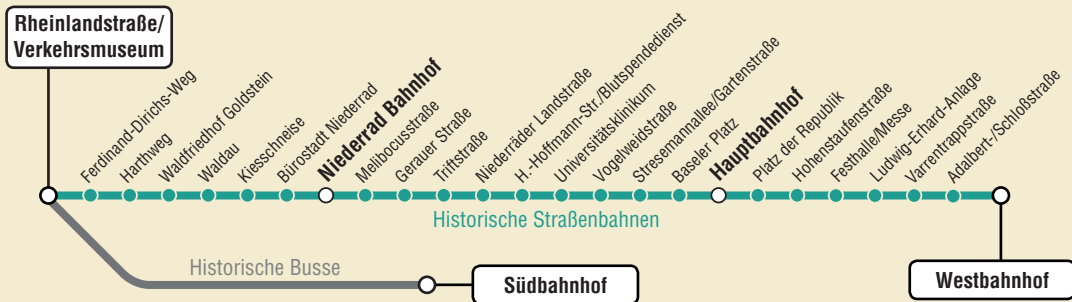 Rheinlandstraße/
Verkehrsmuseum
Ferdinand-Dirichs-Weg
Harthweg
Waldfriedhof Goldstein
Waldau
Kiesschneise
Bürostadt Niederrad
Niederrad Bahnhof
Melibocusstraße
Gerauer Straße
Triftstraße
Niederräder Landstraße
H.-Hoffmann-Str./Blutspendedienst
Universitätsklinikum
Vogelweidstraße
Stresemannallee/Gartenstraße
Baseler Platz
Hauptbahnhof
Platz der Republik
Hohenstaufenstraße
Festhalle/Messe
Ludwig-Erhard-Anlage
Varrentrappstraße
Adalbert-/Schloßstraße
Historische Straßenbahnen
Historische Busse
Südbahnhof
Westbahnhof